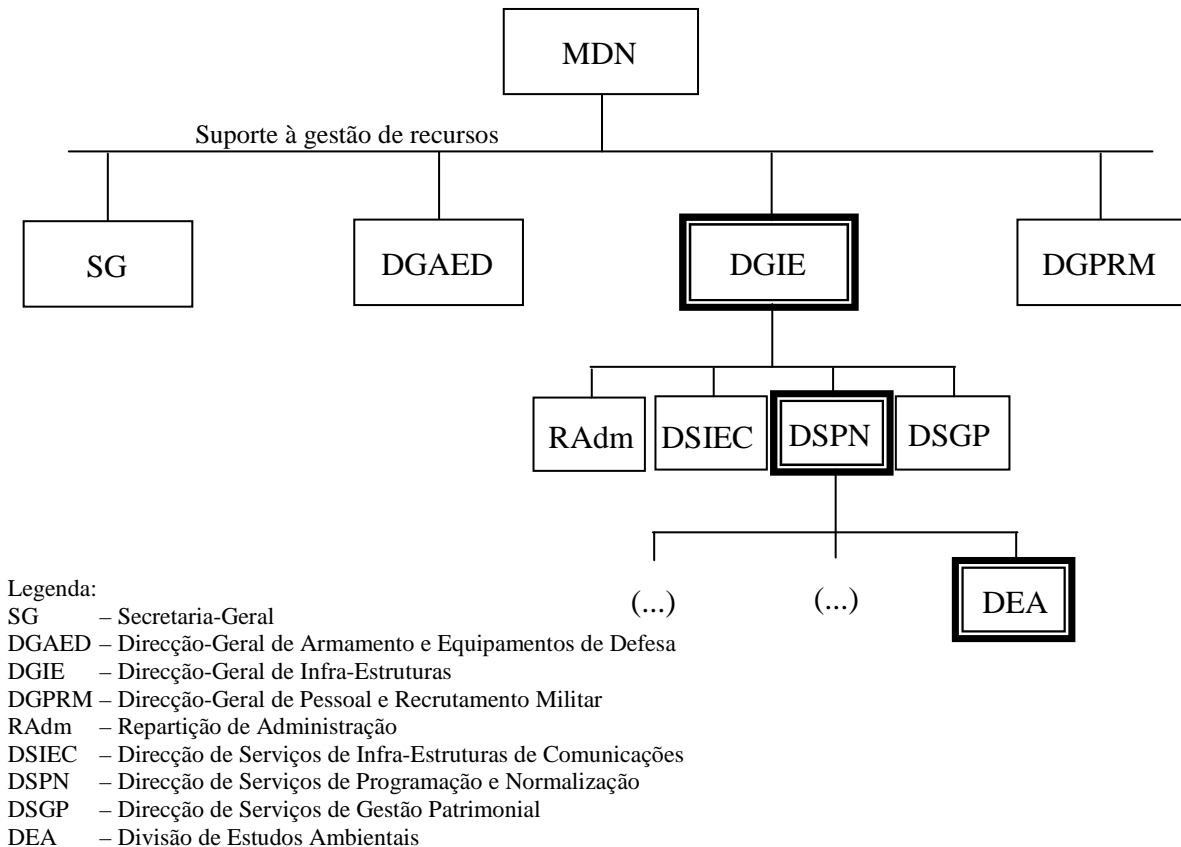 MDN
Suporte à gestão de recursos
SG DGAED DGIE DGPRM
RAdm DSIEC DSPN DSGP
(...) (...) DEA
Legenda:
SG – Secretaria-Geral
DGAED – Direcção-Geral de Armamento e Equipamentos de Defesa
DGIE – Direcção-Geral de Infra-Estruturas
DGPRM – Direcção-Geral de Pessoal e Recrutamento Militar
RAdm – Repartição de Administração
DSIEC – Direcção de Serviços de Infra-Estruturas de Comunicações
DSPN – Direcção de Serviços de Programação e Normalização
DSGP – Direcção de Serviços de Gestão Patrimonial
DEA – Divisão de Estudos Ambientais